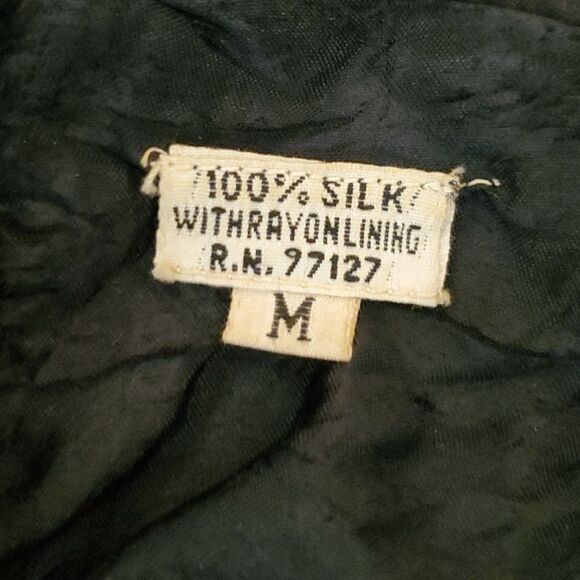 100% SILK
WITHRAYONLINING
R.N. 97127
M